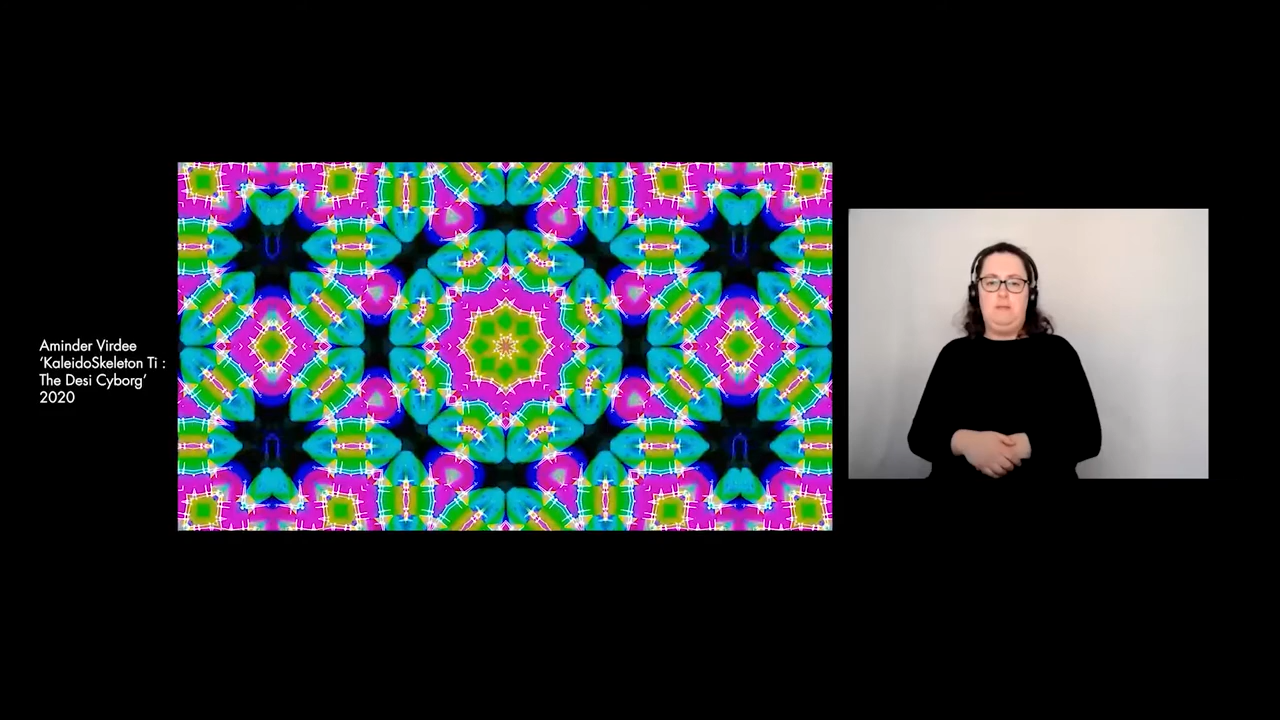 Aminder Virdee
‘KaleidoSkeleton Ti :
The Desi Cyborg’
2020